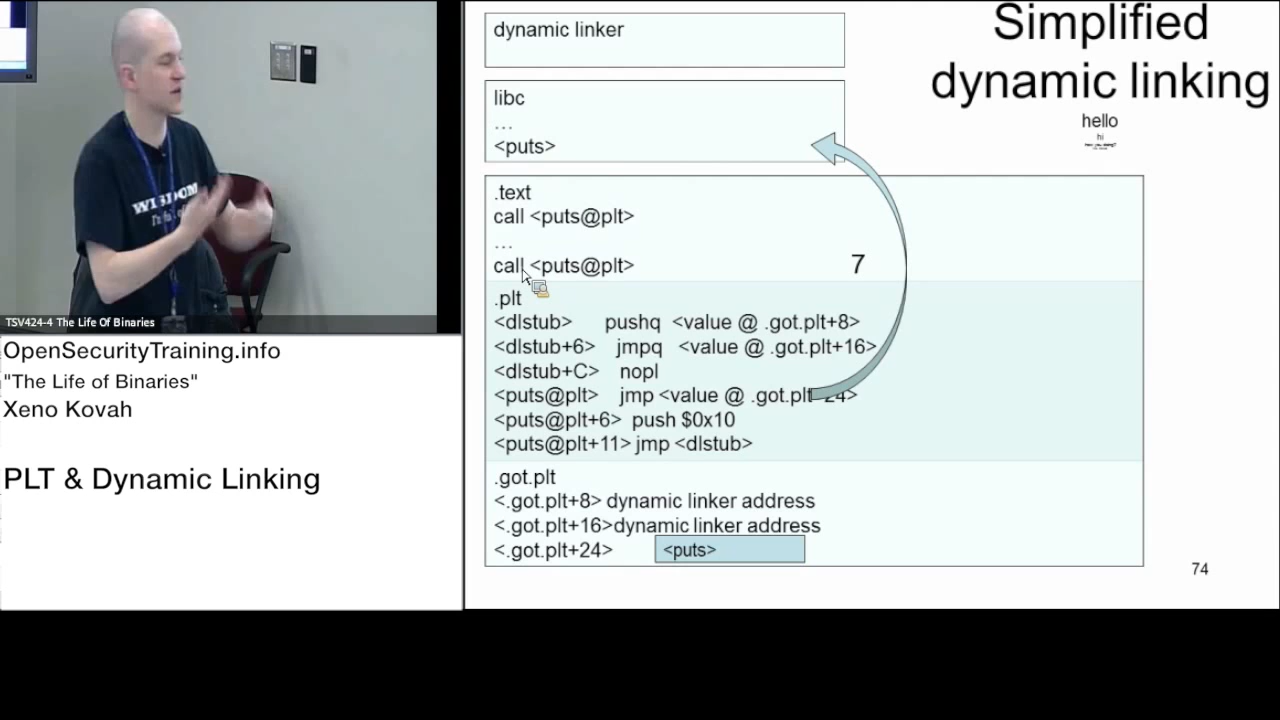 WISDOM
TSV424-4 The Life Of Binaries
OpenSecurityTraining.info
"The Life of Binaries"
Xeno Kovah
PLT & Dynamic Linking
Simplified
dynamic linking
hello
hi
dynamic linker
libc
…
<puts>
.text
call <puts@plt>
…
call <puts@plt>
7
.plt
<dlstub> pushq <value @ .got.plt+8>
<dlstub+6> jmpq <value @ .got.plt+16>
<dlstub+C> nopl
<puts@plt> jmp <value @ .got.plt+24>
<puts@plt+6> push $0x10
<puts@plt+11> jmp <dlstub>
.got.plt
<.got.plt+8> dynamic linker address
<.got.plt+16>dynamic linker address
<.got.plt+24> <puts>
74